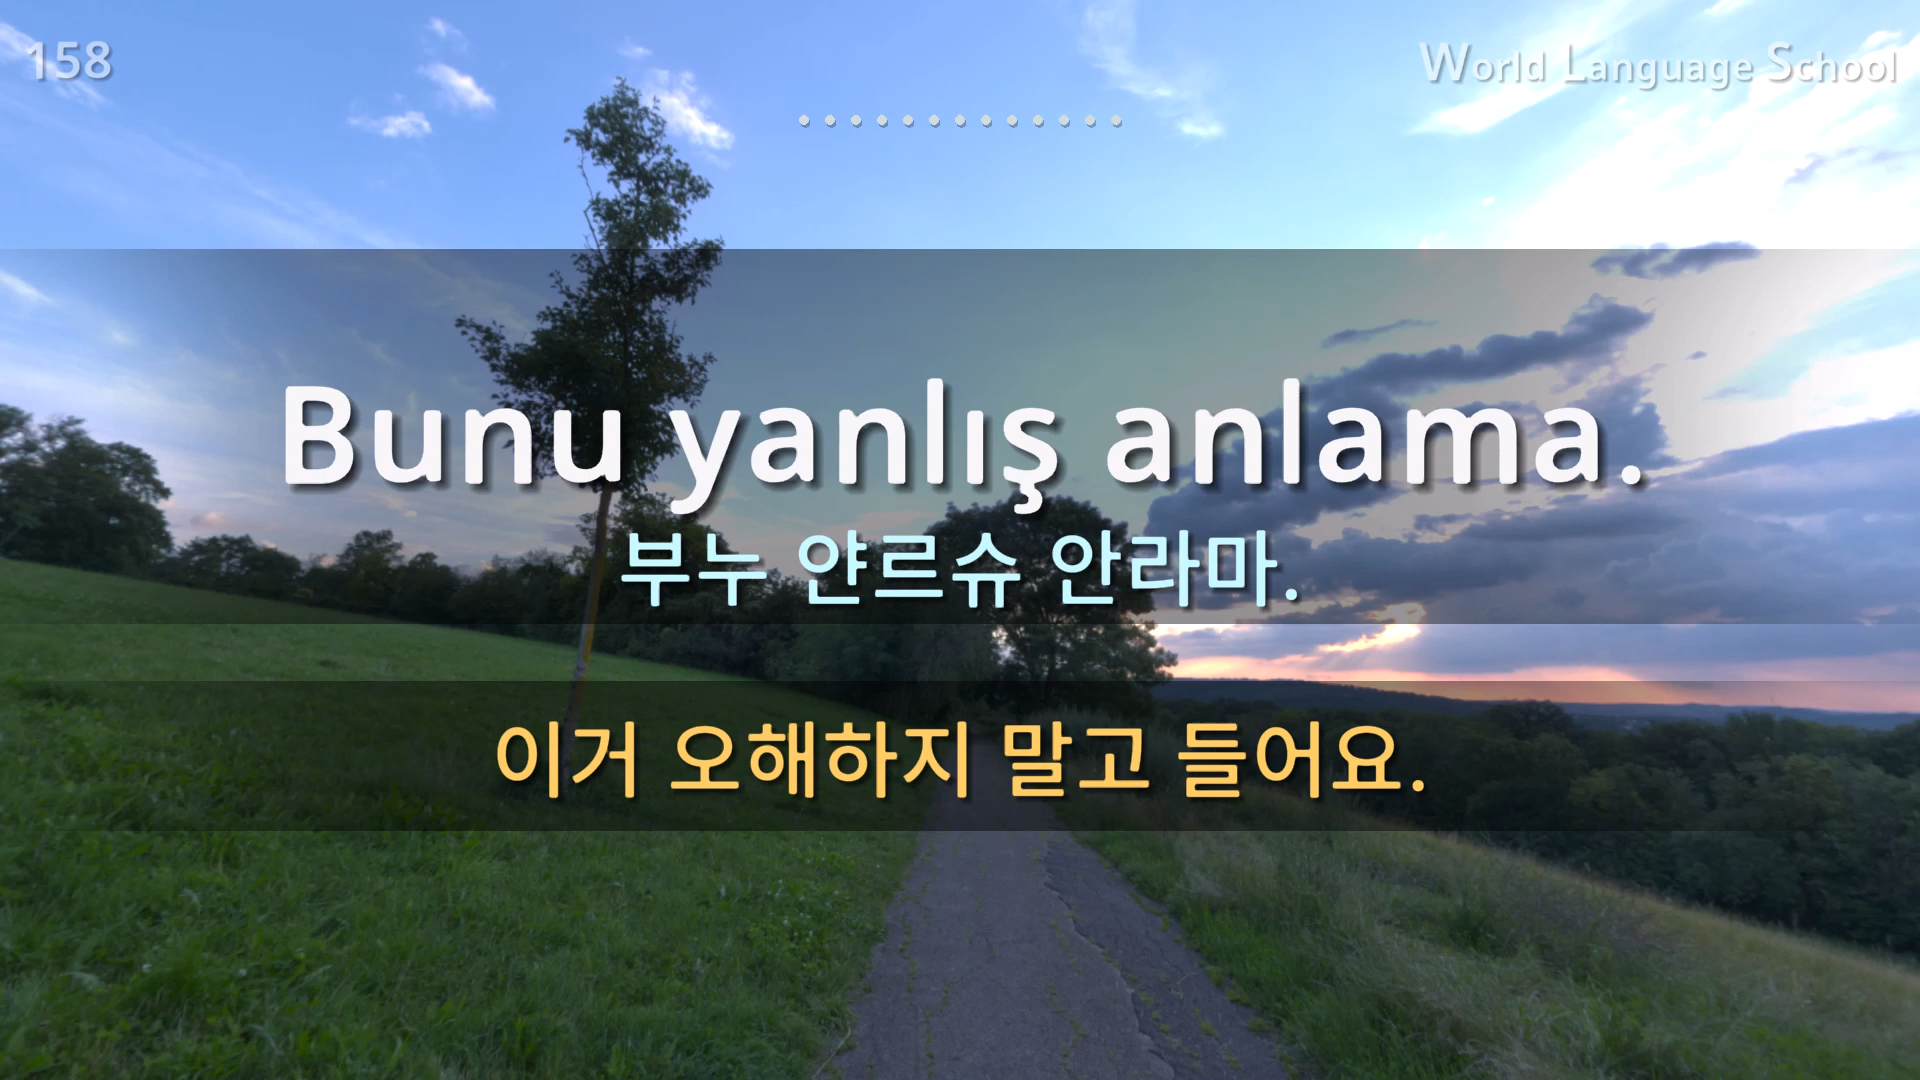 158
World Language School
Bunu yanlış anlama.
부누 얀르슈 안라마.
이거 오해하지 말고 들어요.